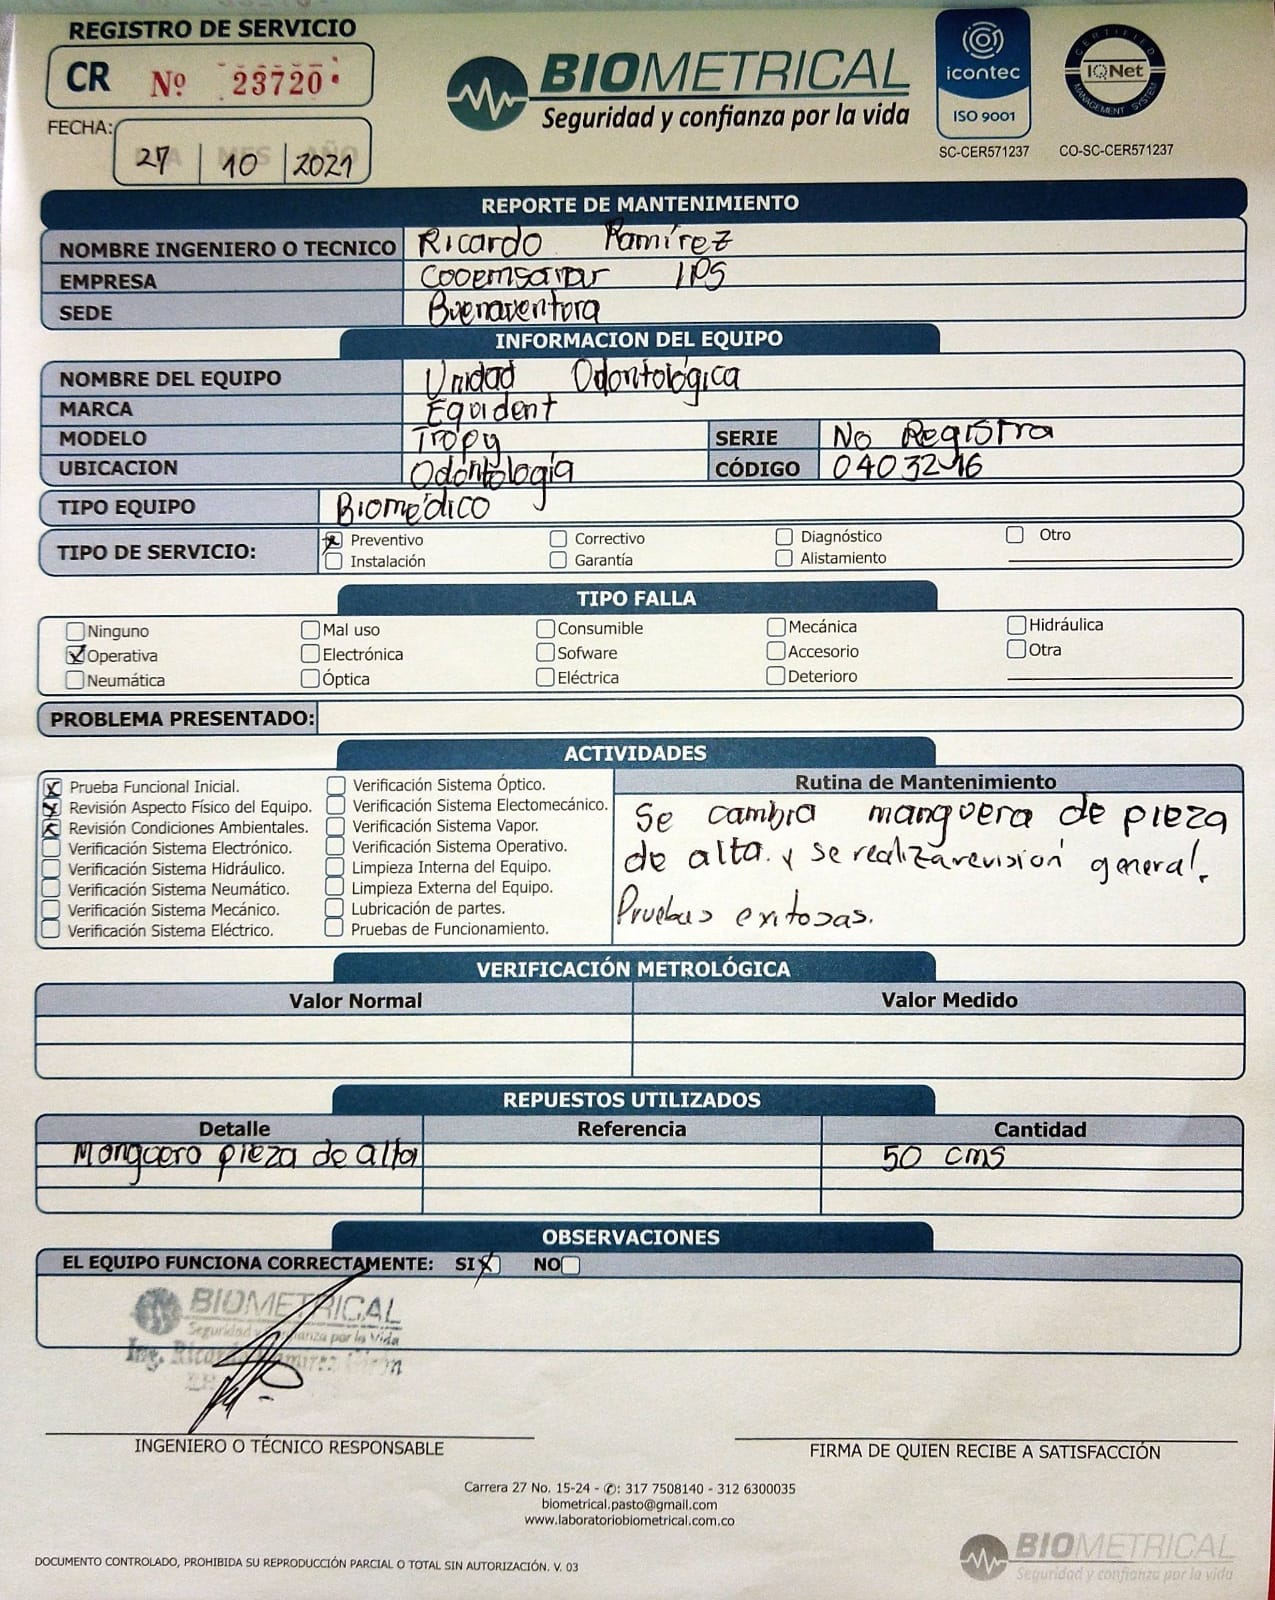 REGISTRO DE SERVICIO
CR Nº 23720
FECHA: 27 10 2021
BIOMETRICAL
Seguridad y confianza por la vida
icontec
ISO 9001
SC-CER571237
CERTIFIED
IQNet
MANAGEMENT SYSTEM
CO-SC-CER571237
REPORTE DE MANTENIMIENTO
NOMBRE INGENIERO O TECNICO Ricardo Ramírez
EMPRESA Cooemsanar IPS
SEDE Buenaventura
INFORMACION DEL EQUIPO
NOMBRE DEL EQUIPO Unidad Odontológica
MARCA Equident
MODELO Tropy SERIE No Registra
UBICACION Odontología CÓDIGO 0403216
TIPO EQUIPO Biomédico
TIPO DE SERVICIO: Preventivo Correctivo Diagnóstico Otro
Instalación Garantía Alistamiento
TIPO FALLA
Ninguno Mal uso Consumible Mecánica Hidráulica
Operativa Electrónica Sofware Accesorio Otra
Neumática Óptica Eléctrica Deterioro
PROBLEMA PRESENTADO:
ACTIVIDADES
Prueba Funcional Inicial.
Revisión Aspecto Físico del Equipo.
Revisión Condiciones Ambientales.
Verificación Sistema Electrónico.
Verificación Sistema Hidráulico.
Verificación Sistema Neumático.
Verificación Sistema Mecánico.
Verificación Sistema Eléctrico.
Verificación Sistema Óptico.
Verificación Sistema Electomecánico.
Verificación Sistema Vapor.
Verificación Sistema Operativo.
Limpieza Interna del Equipo.
Limpieza Externa del Equipo.
Lubricación de partes.
Pruebas de Funcionamiento.
Rutina de Mantenimiento
Se cambia manguera de pieza
de alta. y se realiza revisión general.
Pruebas exitosas.
VERIFICACIÓN METROLÓGICA
Valor Normal Valor Medido
REPUESTOS UTILIZADOS
Detalle Referencia Cantidad
Manguera pieza de alta 50 cms
OBSERVACIONES
EL EQUIPO FUNCIONA CORRECTAMENTE: SI NO
BIOMETRICAL
Seguridad y confianza por la Vida
Ing. Ricardo Ramirez
INGENIERO O TÉCNICO RESPONSABLE
FIRMA DE QUIEN RECIBE A SATISFACCIÓN
Carrera 27 No. 15-24 - ✆: 317 7508140 - 312 6300035
biometrical.pasto@gmail.com
www.laboratoriobiometrical.com.co
DOCUMENTO CONTROLADO, PROHIBIDA SU REPRODUCCIÓN PARCIAL O TOTAL SIN AUTORIZACIÓN. V. 03
BIOMETRICAL
Seguridad y confianza por la vida